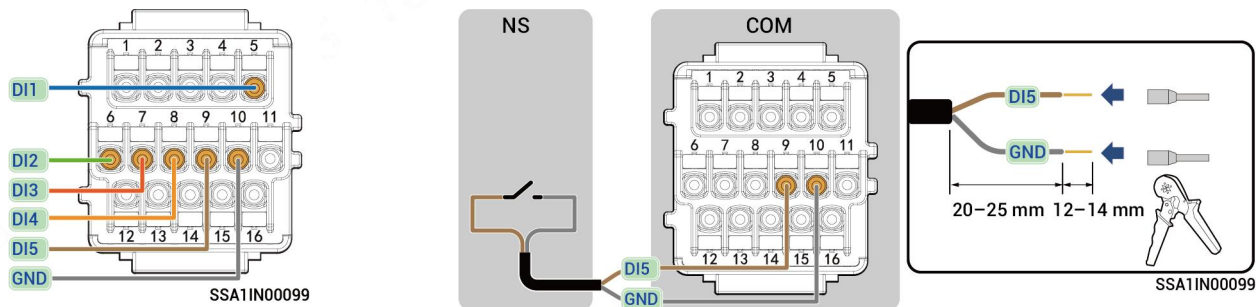 1 2 3 4 5
DI1
6 7 8 9 10 11
DI2
DI3
DI4
DI5
12 13 14 15 16
GND
SSA1IN00099
NS
COM
1 2 3 4 5
6 7 8 9 10 11
12 13 14 15 16
DI5
GND
DI5
GND
20–25 mm 12–14 mm
SSA1IN00099